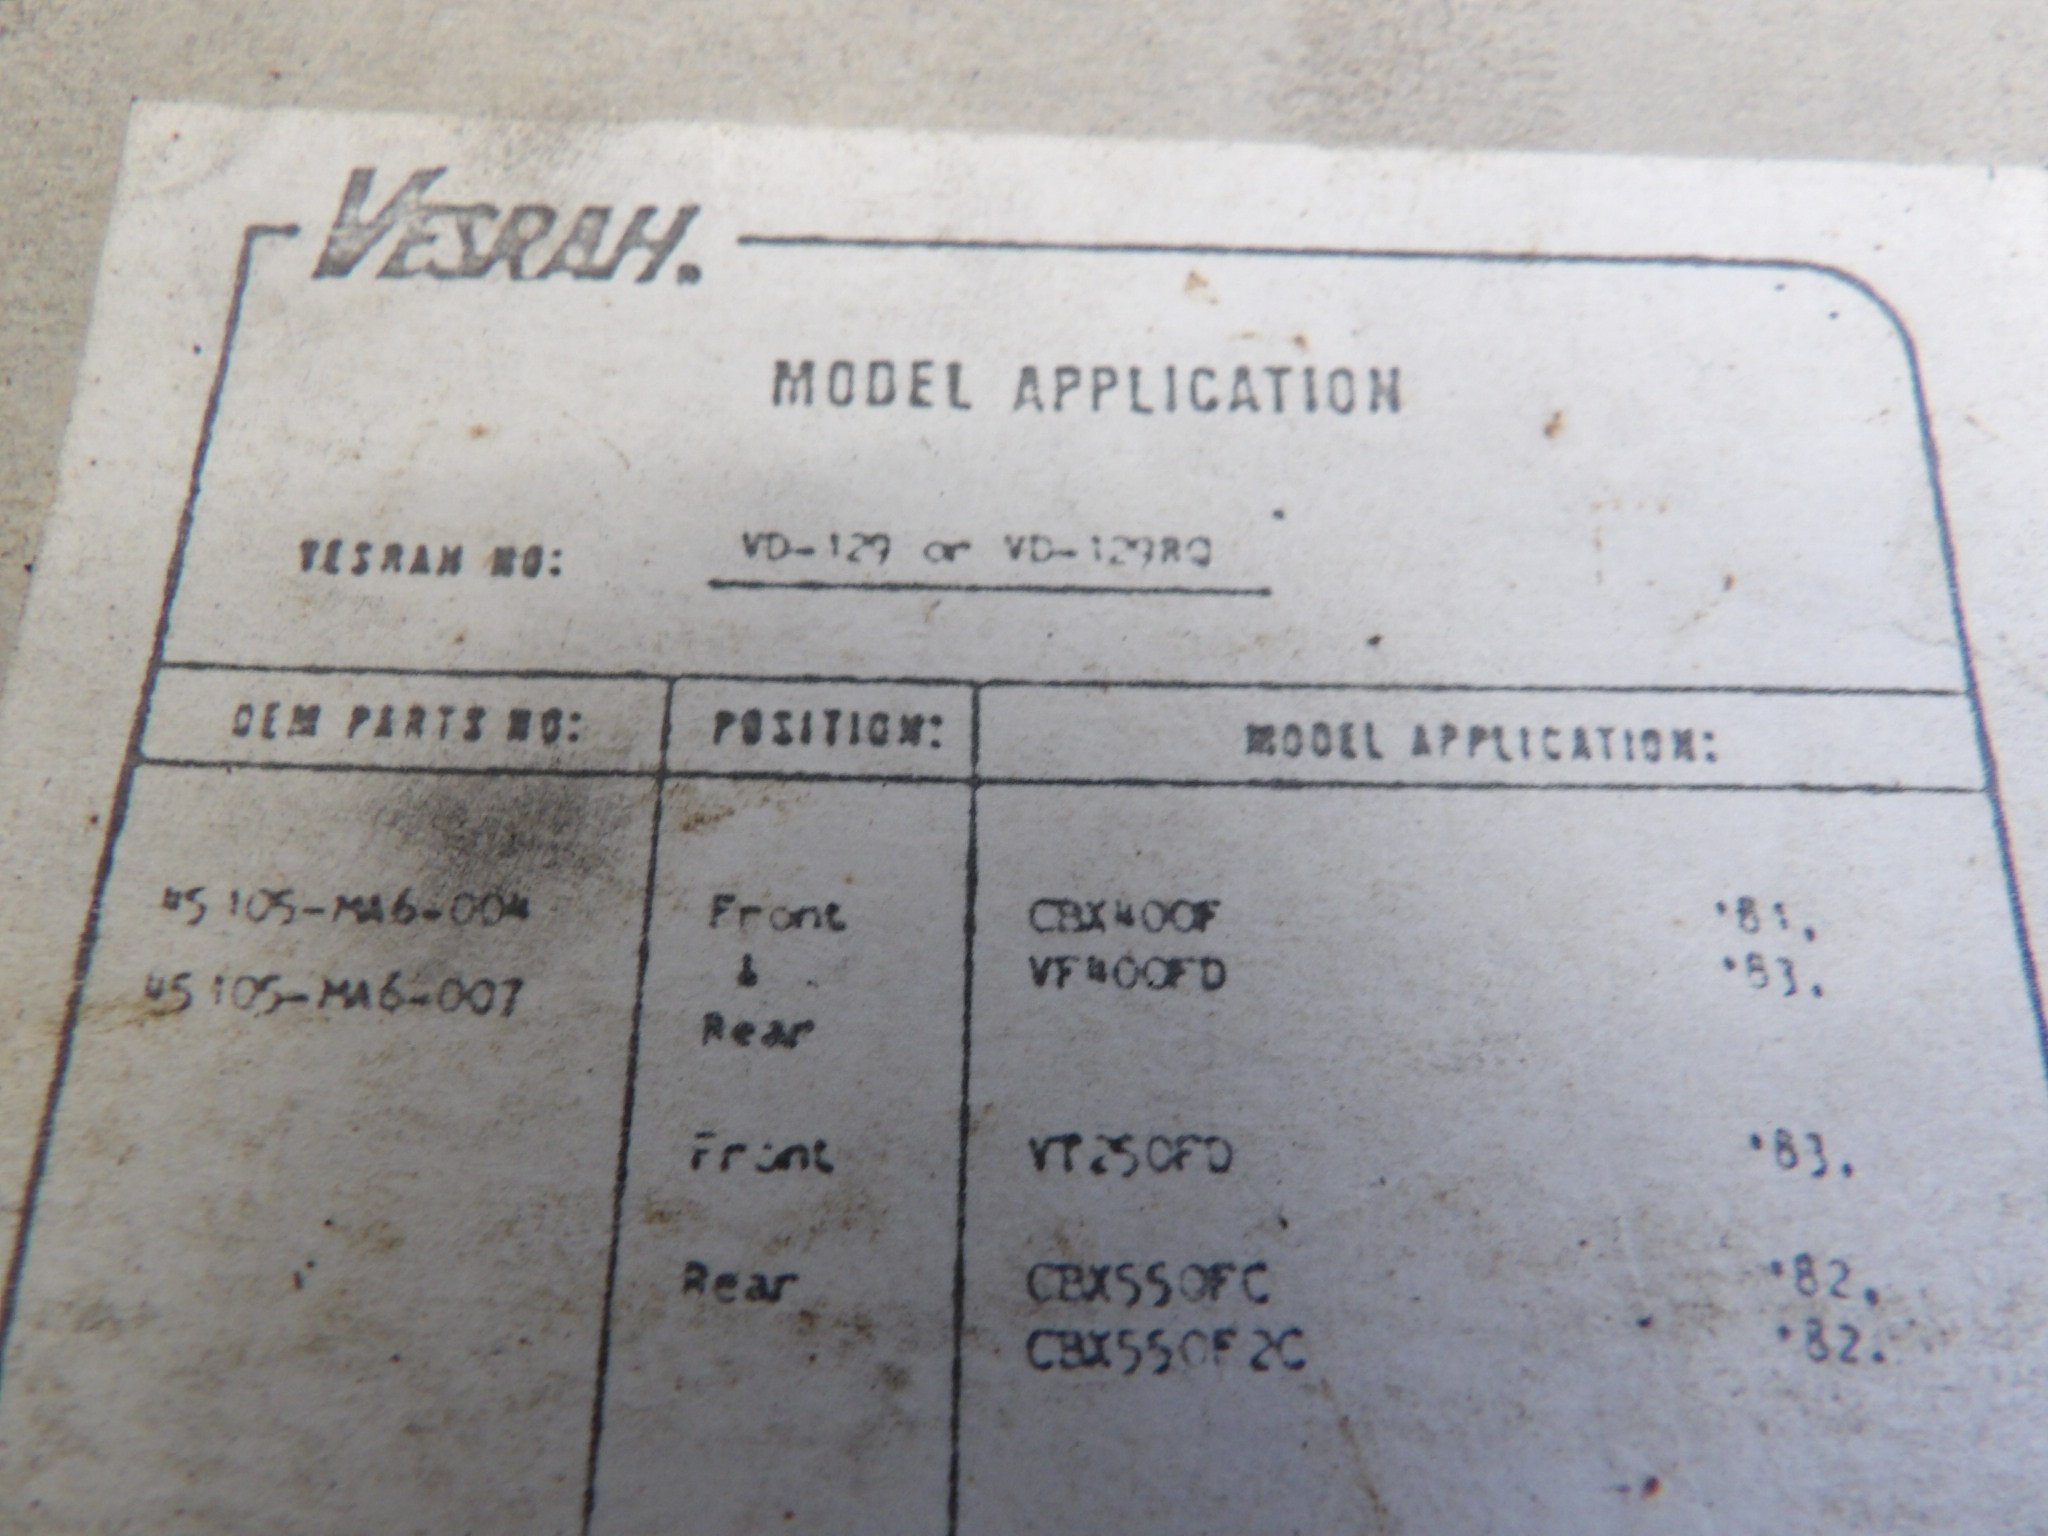 VESRAH.
MODEL APPLICATION
VESRAH NO: VD-129 or VD-129RQ
OEM PARTS NO: POSITION: MODEL APPLICATION:
45105-MA6-004 Front CBX400F '81.
& VF400FD '83.
45105-MA6-007
Rear
Front VT250FD '83.
Rear CBX550FC '82.
CBX550F2C '82.